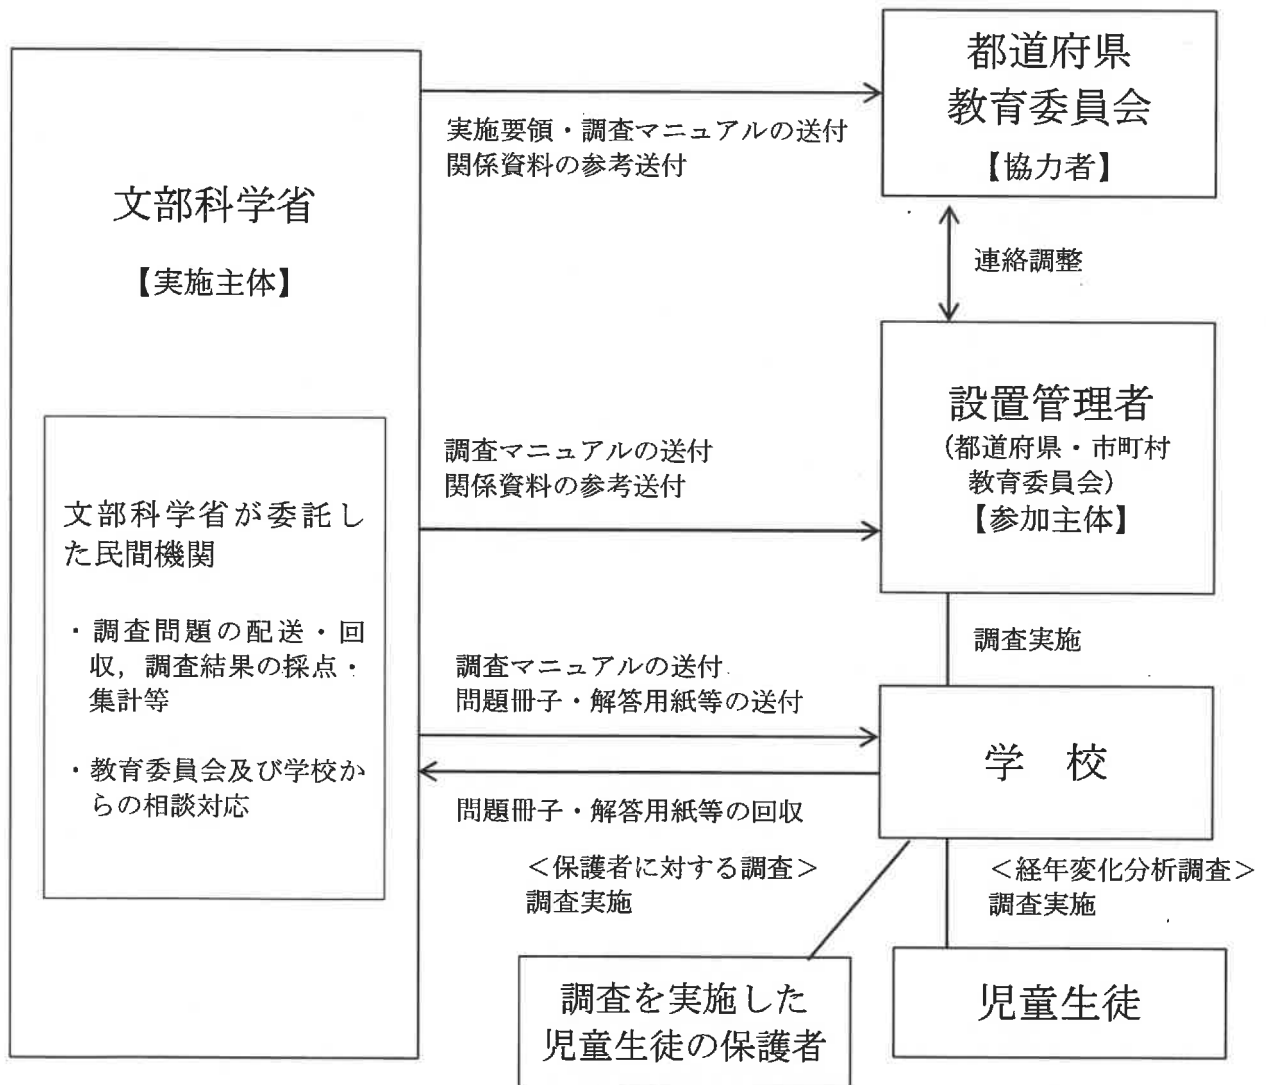 文部科学省
【実施主体】
文部科学省が委託し
た民間機関
・調査問題の配送・回
収，調査結果の採点・
集計等
・教育委員会及び学校か
らの相談対応
実施要領・調査マニュアルの送付
関係資料の参考送付
都道府県
教育委員会
【協力者】
連絡調整
調査マニュアルの送付
関係資料の参考送付
設置管理者
（都道府県・市町村
教育委員会）
【参加主体】
調査実施
調査マニュアルの送付
問題冊子・解答用紙等の送付
学　校
問題冊子・解答用紙等の回収
＜保護者に対する調査＞
調査実施
＜経年変化分析調査＞
調査実施
調査を実施した
児童生徒の保護者
児童生徒